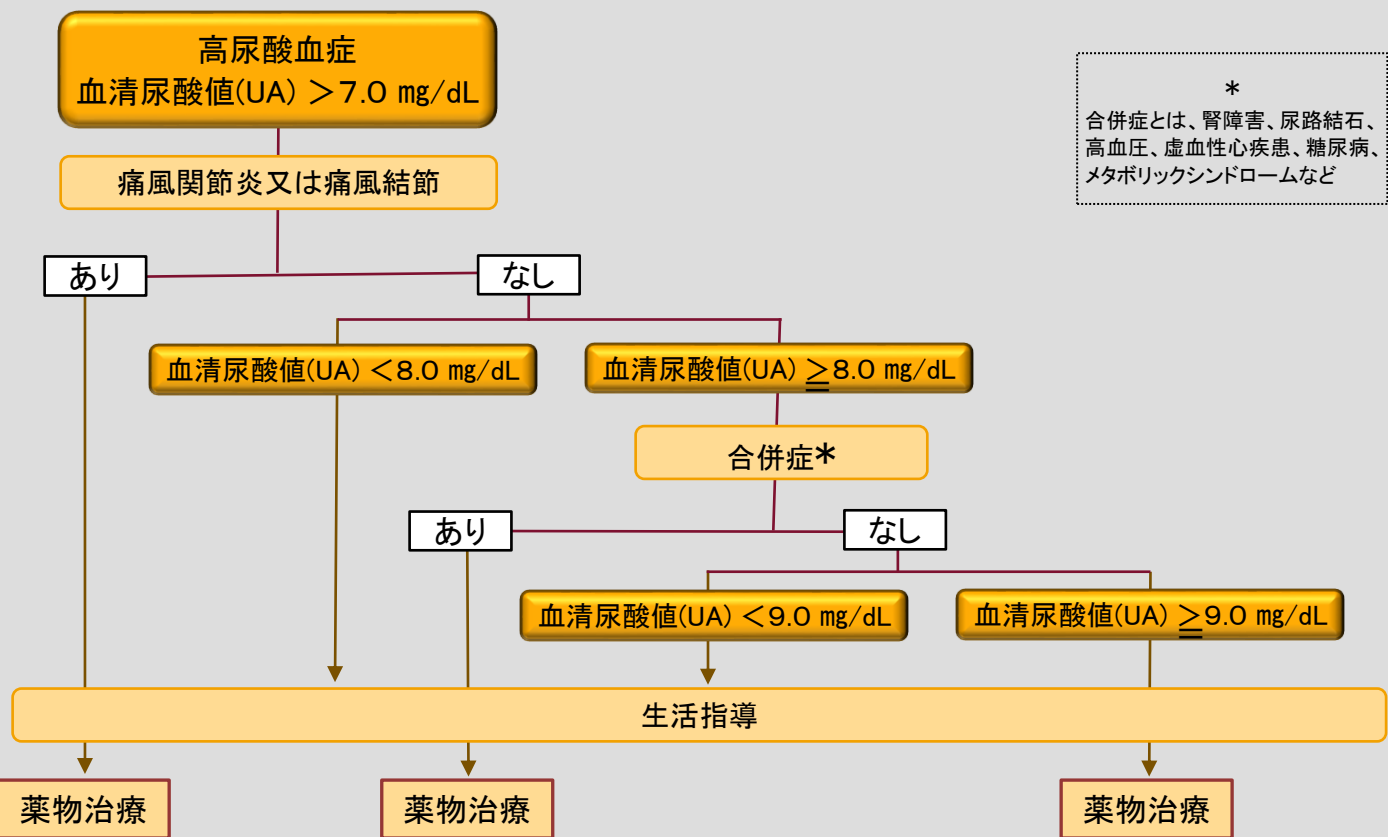 高尿酸血症
血清尿酸値(UA) >7.0 mg/dL
*
合併症とは、腎障害、尿路結石、
高血圧、虚血性心疾患、糖尿病、
メタボリックシンドロームなど
痛風関節炎又は痛風結節
あり
なし
血清尿酸値(UA) <8.0 mg/dL
血清尿酸値(UA) ≧8.0 mg/dL
合併症*
あり
なし
血清尿酸値(UA) <9.0 mg/dL
血清尿酸値(UA) ≧9.0 mg/dL
生活指導
薬物治療
薬物治療
薬物治療